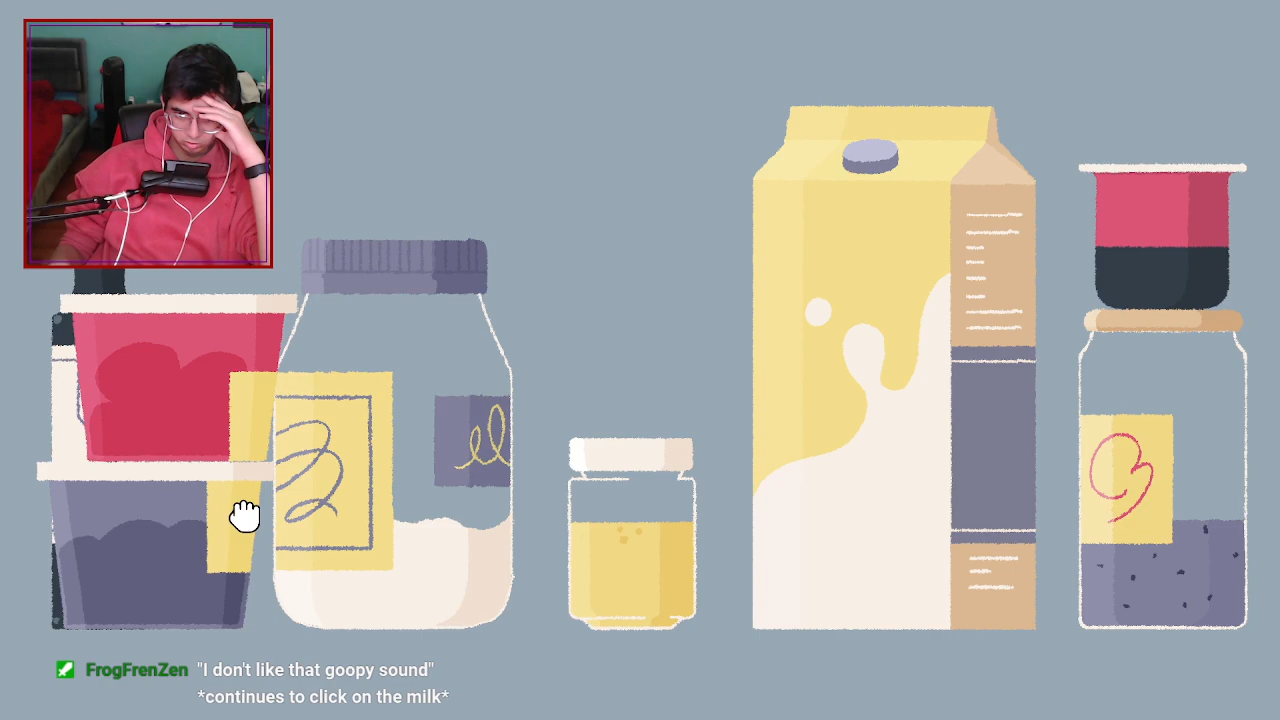 FrogFrenZen "I don't like that goopy sound"
*continues to click on the milk*